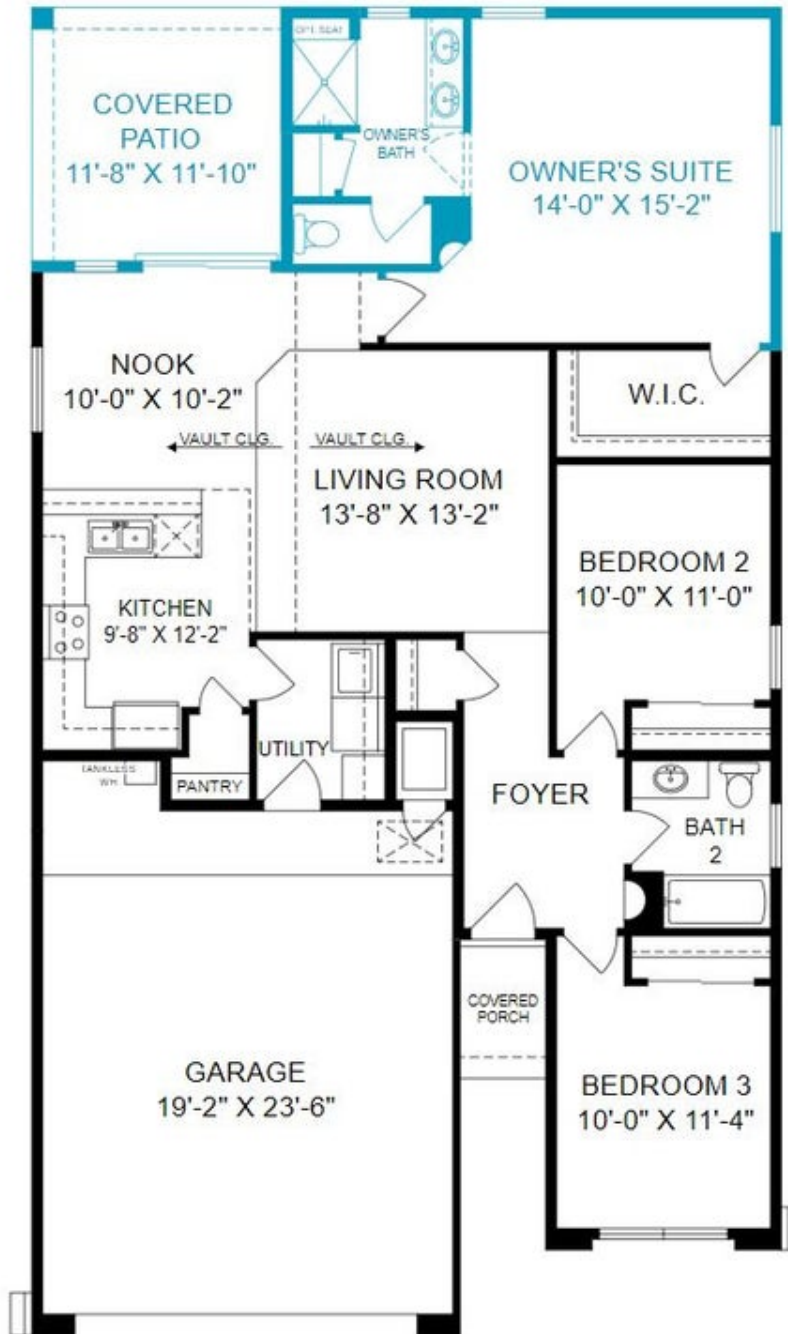 OPT. SEAT
COVERED
PATIO
11'-8" X 11'-10"
OWNER'S
BATH
OWNER'S SUITE
14'-0" X 15'-2"
NOOK
10'-0" X 10'-2"
W.I.C.
VAULT CLG.
VAULT CLG.
LIVING ROOM
13'-8" X 13'-2"
BEDROOM 2
10'-0" X 11'-0"
KITCHEN
9'-8" X 12'-2"
UTILITY
TANKLESS
WH
PANTRY
FOYER
BATH
2
COVERED
PORCH
GARAGE
19'-2" X 23'-6"
BEDROOM 3
10'-0" X 11'-4"